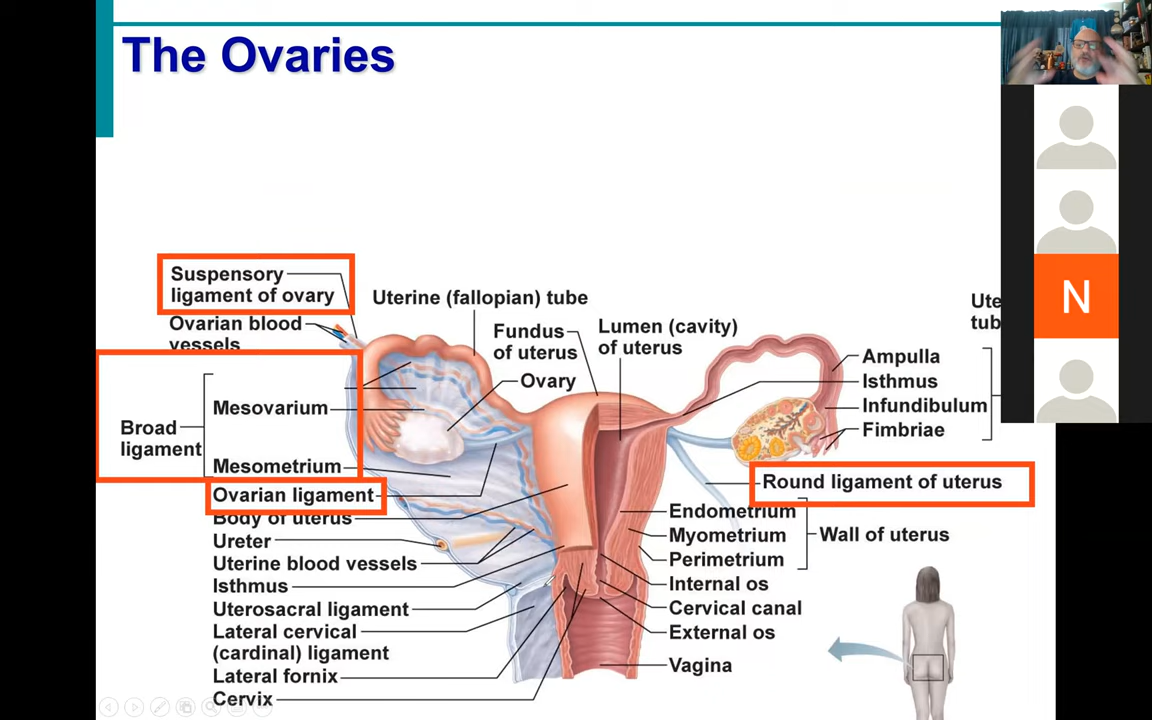 The Ovaries
Suspensory
ligament of ovary
Ovarian blood
vessels
Broad
ligament
Mesovarium
Mesometrium
Ovarian ligament
Body of uterus
Ureter
Uterine blood vessels
Isthmus
Uterosacral ligament
Lateral cervical
(cardinal) ligament
Lateral fornix
Cervix
Uterine (fallopian) tube
Fundus
of uterus
Ovary
Lumen (cavity)
of uterus
Ampulla
Isthmus
Infundibulum
Fimbriae
Round ligament of uterus
Endometrium
Myometrium
Perimetrium
Wall of uterus
Internal os
Cervical canal
External os
Vagina
N